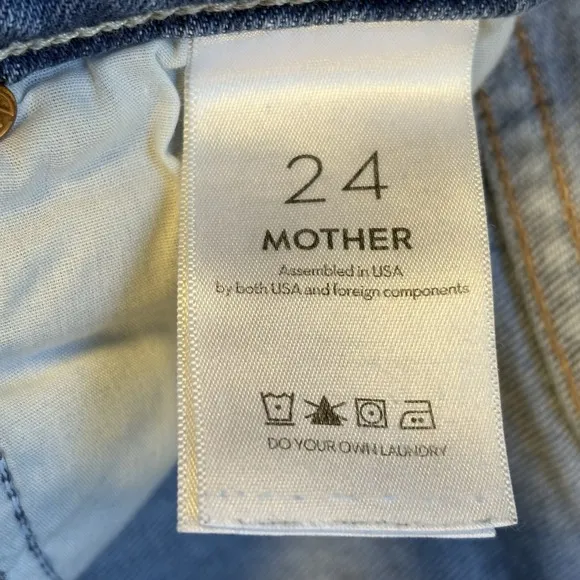 24
MOTHER
Assembled in USA
by both USA and foreign components
DO YOUR OWN LAUNDRY